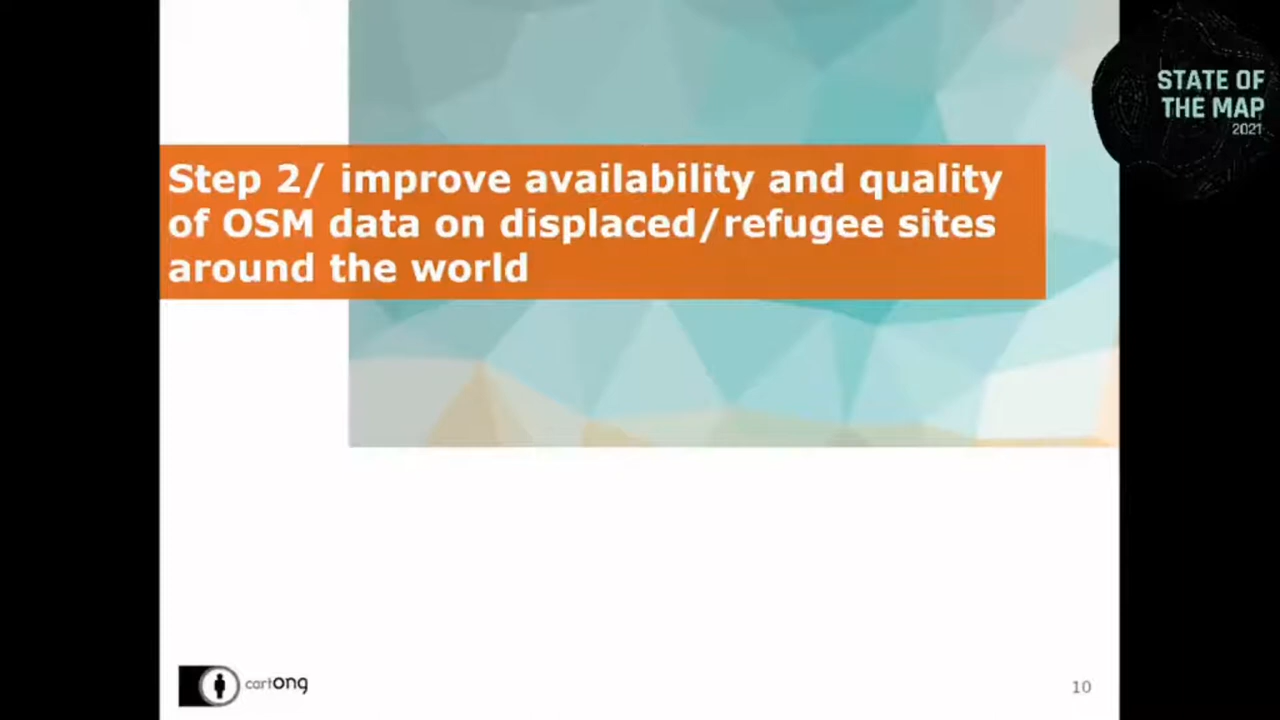 STATE OF
THE MAP
2021
Step 2/ improve availability and quality
of OSM data on displaced/refugee sites
around the world
cartong
10